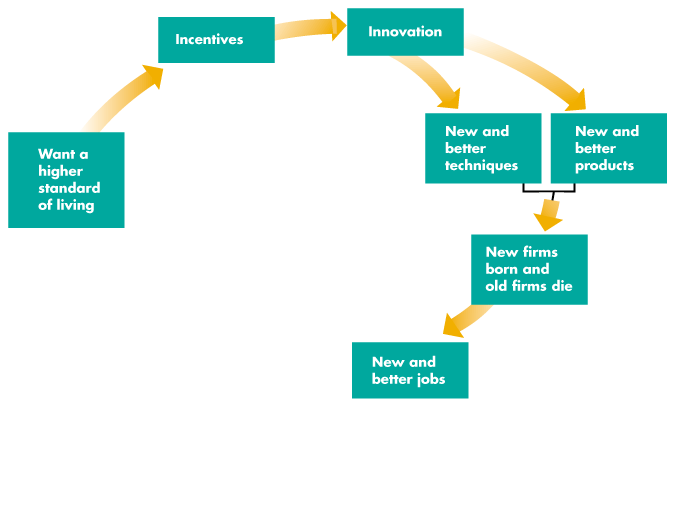 Incentives
Innovation
Want a
higher
standard
of living
New and
better
techniques
New and
better
products
New firms
born and
old firms die
New and
better jobs